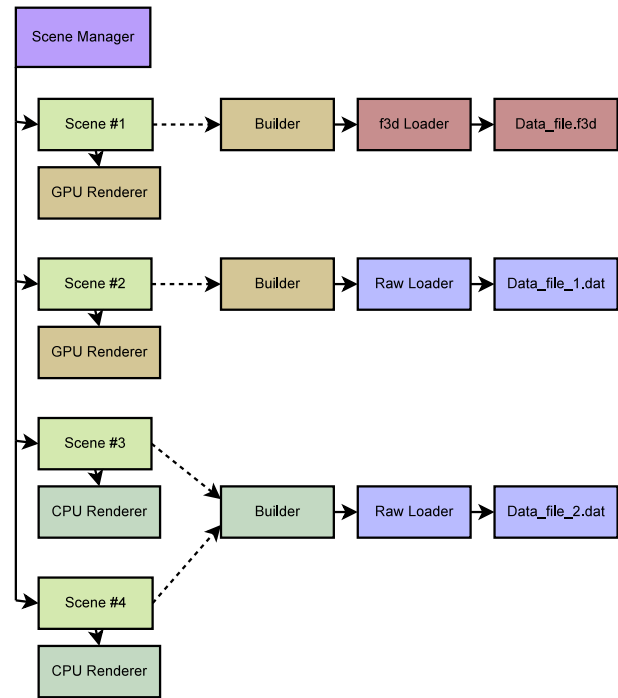 Scene Manager
Scene #1
Builder
f3d Loader
Data_file.f3d
GPU Renderer
Scene #2
Builder
Raw Loader
Data_file_1.dat
GPU Renderer
Scene #3
CPU Renderer
Builder
Raw Loader
Data_file_2.dat
Scene #4
CPU Renderer